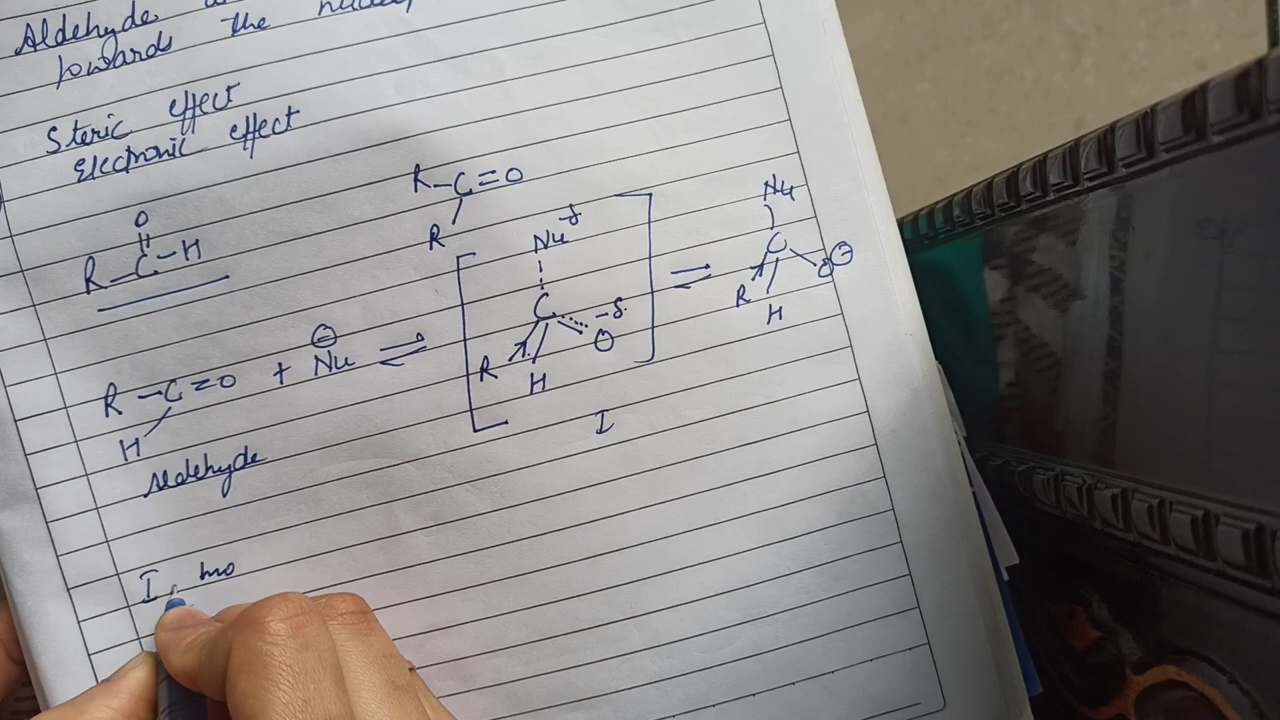 Aldehyde
towards the
Steric effect
Electronic effect
O
R-C-H
R-C=O
R
R-C=O + Nu⊖ ⇌
H
Aldehyde
Nu-δ
C
-δ
O
R
H
I
⇌
Nu
C
O⊖
R
H
I mo